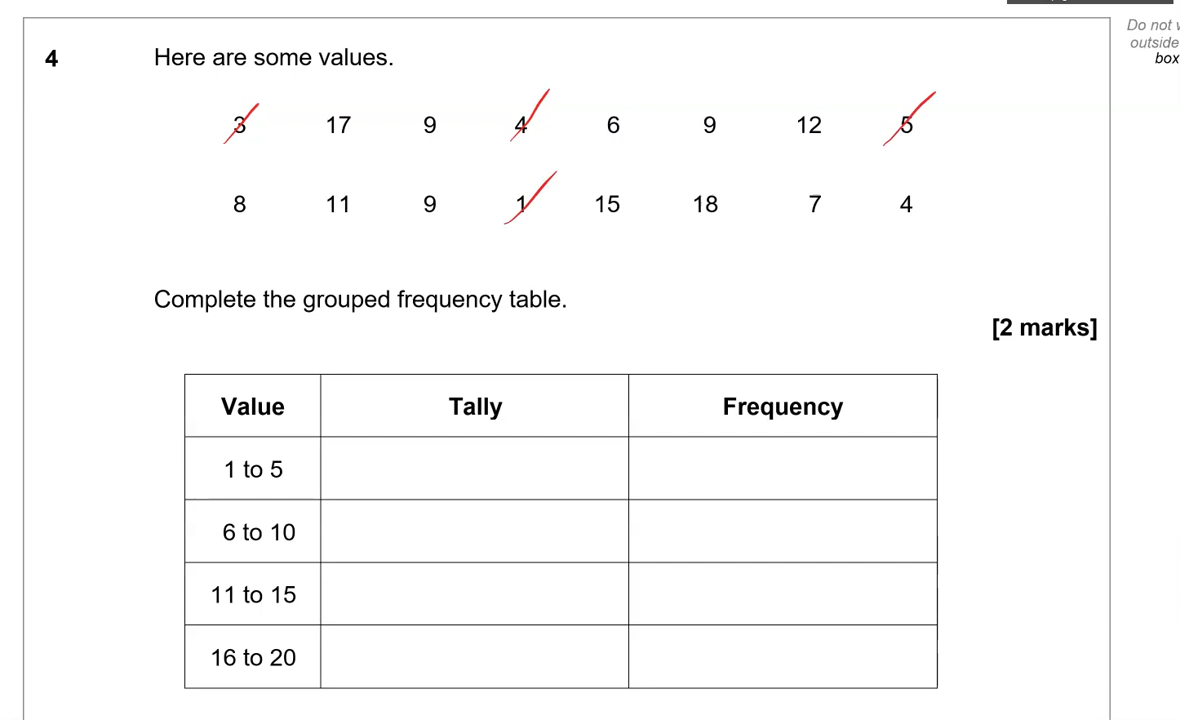 Do not
outside
box
4 Here are some values.
3 17 9 4 6 9 12 5
8 11 9 1 15 18 7 4
Complete the grouped frequency table.
[2 marks]
Value Tally Frequency
1 to 5
6 to 10
11 to 15
16 to 20